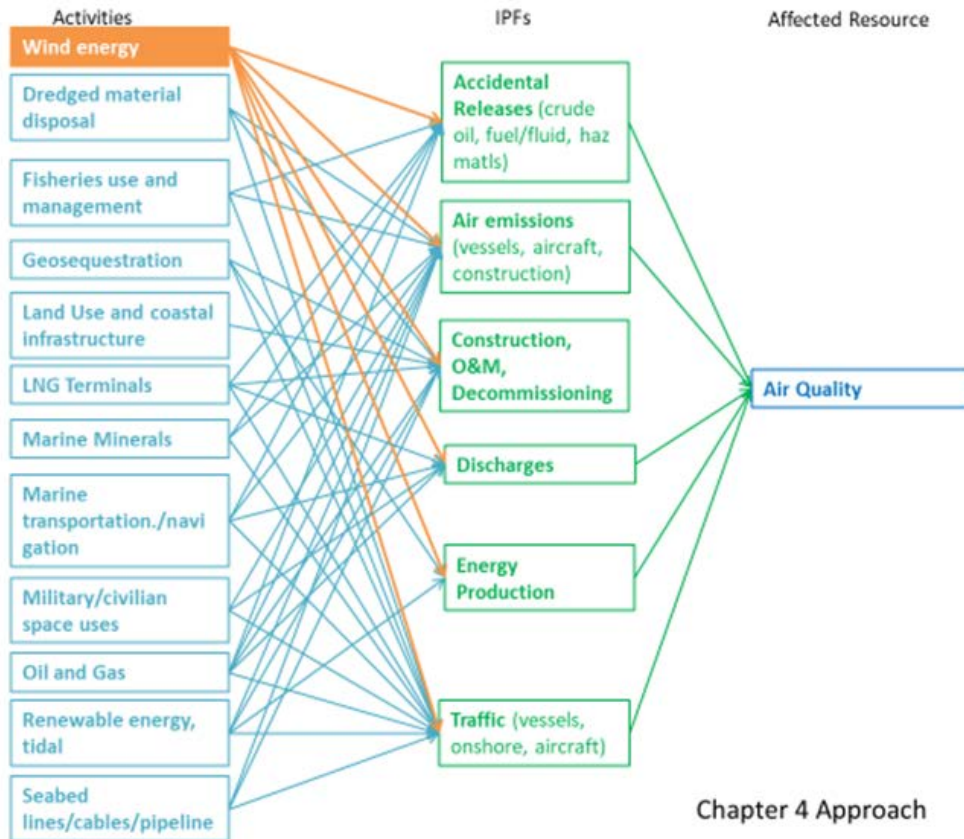 Activities
IPFs
Affected Resource
Wind energy
Dredged material
disposal
Fisheries use and
management
Geosequestration
Land Use and coastal
infrastructure
LNG Terminals
Marine Minerals
Marine
transportation./navi
gation
Military/civilian
space uses
Oil and Gas
Renewable energy,
tidal
Seabed
lines/cables/pipeline
Accidental
Releases (crude
oil, fuel/fluid, haz
matls)
Air emissions
(vessels, aircraft,
construction)
Construction,
O&M,
Decommissioning
Discharges
Energy
Production
Traffic (vessels,
onshore, aircraft)
Air Quality
Chapter 4 Approach